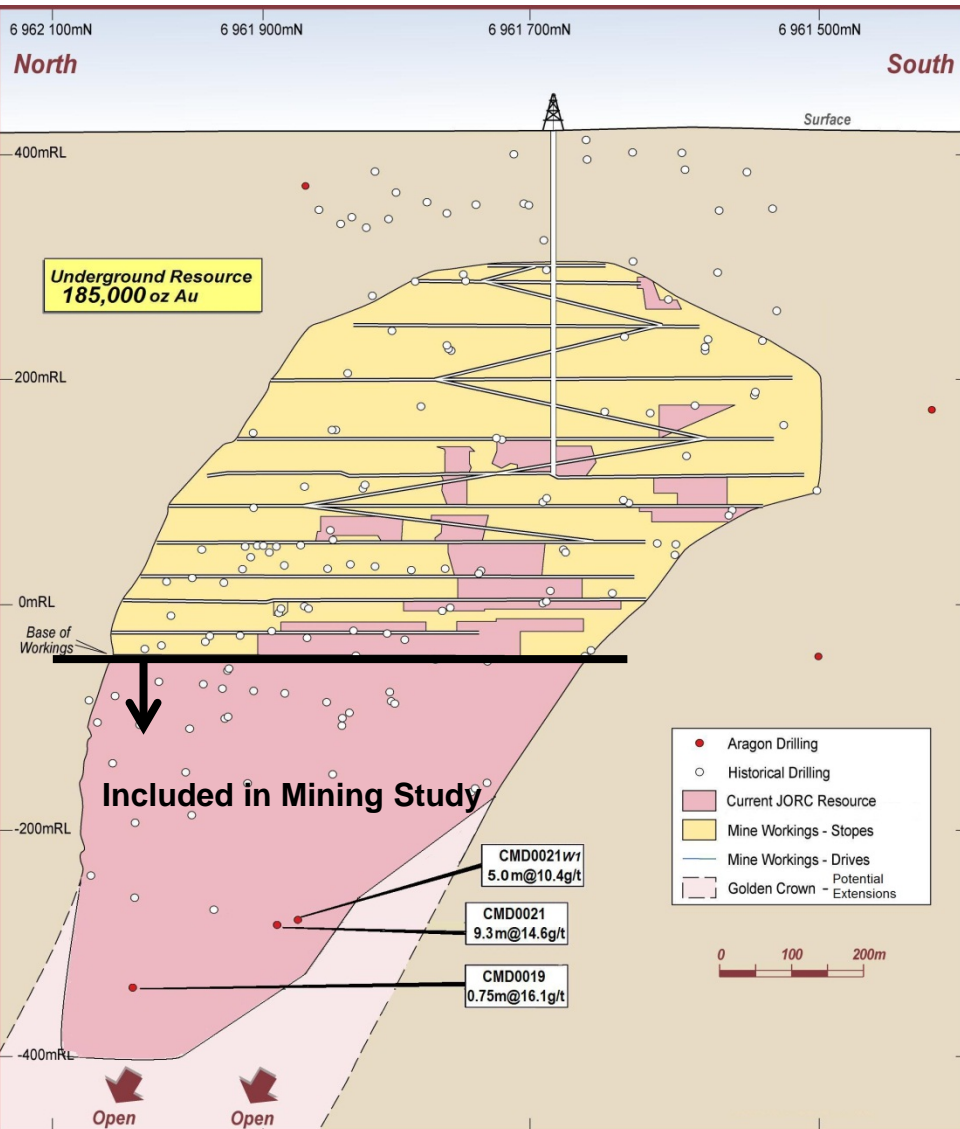 6 962 100mN 6 961 900mN 6 961 700mN 6 961 500mN
North South
Surface
400mRL
Underground Resource
185,000 oz Au
200mRL
0mRL
Base of
Workings
Included in Mining Study
-200mRL
CMD0021W1
5.0m@10.4g/t
CMD0021
9.3m@14.6g/t
CMD0019
0.75m@16.1g/t
Aragon Drilling
Historical Drilling
Current JORC Resource
Mine Workings - Stopes
Mine Workings - Drives
Golden Crown - Potential
Extensions
0 100 200m
-400mRL
Open Open